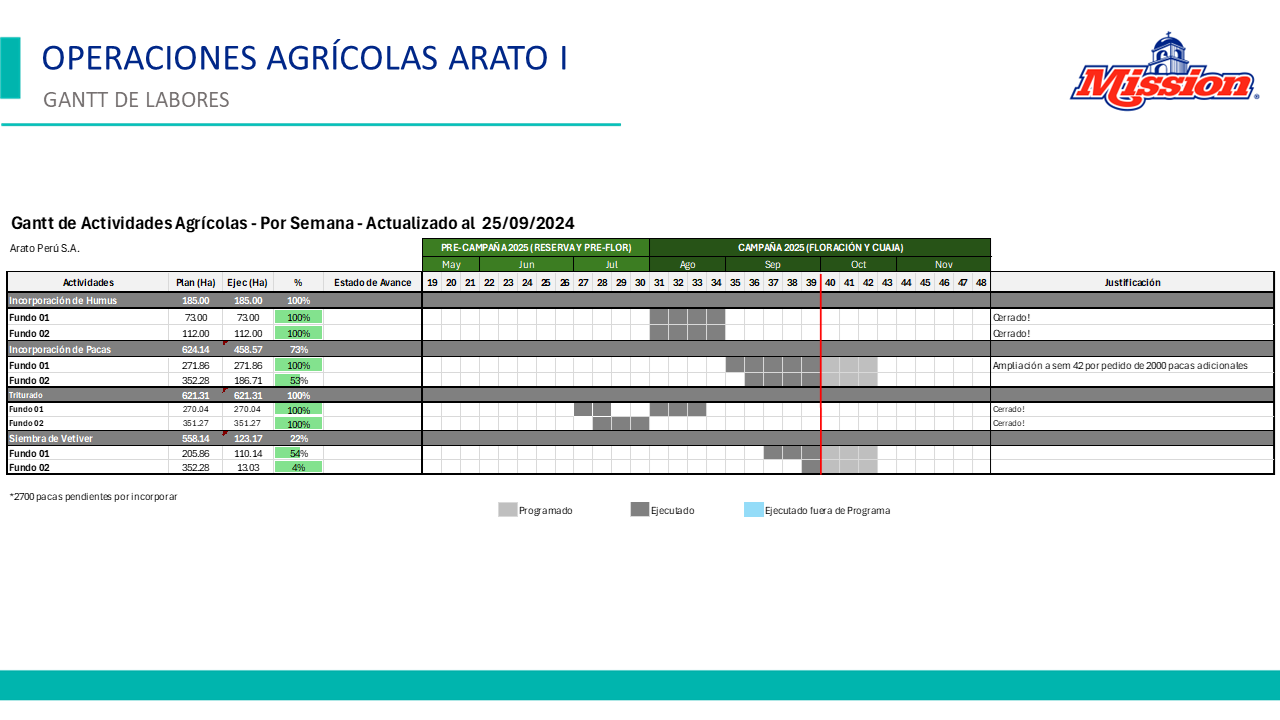 OPERACIONES AGRÍCOLAS ARATO I
GANTT DE LABORES
Mission®
Gantt de Actividades Agrícolas - Por Semana - Actualizado al 25/09/2024
Arato Perú S.A.
PRE-CAMPAÑA 2025 (RESERVA Y PRE-FLOR) CAMPAÑA 2025 (FLORACIÓN Y CUAJA)
May Jun Jul Ago Sep Oct Nov
Actividades Plan (Ha) Ejec (Ha) % Estado de Avance 19 20 21 22 23 24 25 26 27 28 29 30 31 32 33 34 35 36 37 38 39 40 41 42 43 44 45 46 47 48 Justificación
Incorporación de Humus 185.00 185.00 100%
Fundo 01 73.00 73.00 100% Cerrado!
Fundo 02 112.00 112.00 100% Cerrado!
Incorporación de Pacas 624.14 458.57 73%
Fundo 01 271.86 271.86 100% Ampliación a sem 42 por pedido de 2000 pacas adicionales
Fundo 02 352.28 186.71 53%
Triturado 621.31 621.31 100%
Fundo 01 270.04 270.04 100% Cerrado!
Fundo 02 351.27 351.27 100% Cerrado!
Siembra de Vetiver 558.14 123.17 22%
Fundo 01 205.86 110.14 54%
Fundo 02 352.28 13.03 4%
*2700 pacas pendientes por incorporar
Programado Ejecutado Ejecutado fuera de Programa